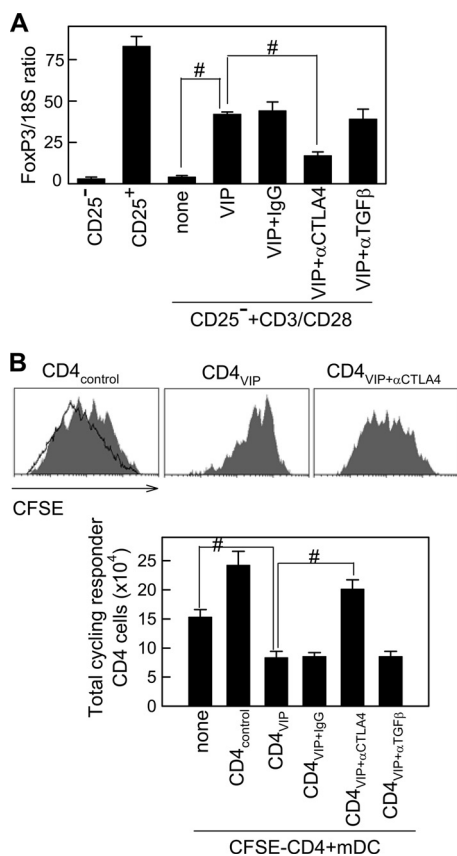 A
FoxP3/18S ratio
75
50
25
0
#
#
CD25⁻
CD25⁺
none
VIP
VIP+IgG
VIP+αCTLA4
VIP+αTGFβ
CD25⁻+CD3/CD28
B
CD4control
CD4VIP
CD4VIP+αCTLA4
CFSE
Total cycling responder
CD4 cells (x10⁴)
25
20
15
10
5
0
#
#
none
CD4control
CD4VIP
CD4VIP+IgG
CD4VIP+αCTLA4
CD4VIP+αTGFβ
CFSE-CD4+mDC